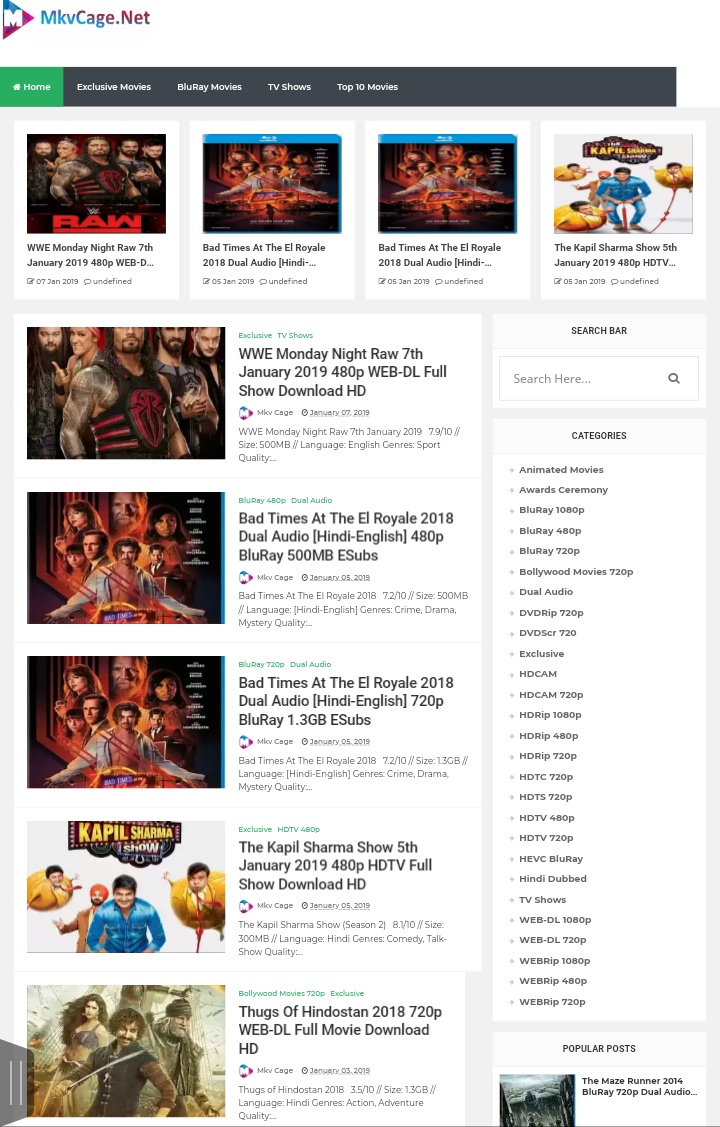 MkvCage.Net
Home
Exclusive Movies
BluRay Movies
TV Shows
Top 10 Movies
RAW
WWE Monday Night Raw 7th
January 2019 480p WEB-D...
07 Jan 2019 undefined
Bad Times At The El Royale
2018 Dual Audio [Hindi-...
05 Jan 2019 undefined
Bad Times At The El Royale
2018 Dual Audio [Hindi-...
05 Jan 2019 undefined
KAPIL SHARMA
The Kapil Sharma Show 5th
January 2019 480p HDTV...
05 Jan 2019 undefined
Exclusive TV Shows
WWE Monday Night Raw 7th
January 2019 480p WEB-DL Full
Show Download HD
Mkv Cage January 07, 2019
WWE Monday Night Raw 7th January 2019 7.9/10 //
Size: 500MB // Language: English Genres: Sport
Quality:...
BAD TIMES
BluRay 480p Dual Audio
Bad Times At The El Royale 2018
Dual Audio [Hindi-English] 480p
BluRay 500MB ESubs
Mkv Cage January 05, 2019
Bad Times At The El Royale 2018 7.2/10 // Size: 500MB
// Language: [Hindi-English] Genres: Crime, Drama,
Mystery Quality:...
BAD TIMES
BluRay 720p Dual Audio
Bad Times At The El Royale 2018
Dual Audio [Hindi-English] 720p
BluRay 1.3GB ESubs
Mkv Cage January 05, 2019
Bad Times At The El Royale 2018 7.2/10 // Size: 1.3GB //
Language: [Hindi-English] Genres: Crime, Drama,
Mystery Quality:...
KAPIL SHARMA
SHOW
Exclusive HDTV 480p
The Kapil Sharma Show 5th
January 2019 480p HDTV Full
Show Download HD
Mkv Cage January 05, 2019
The Kapil Sharma Show (Season 2) 8.1/10 // Size:
300MB // Language: Hindi Genres: Comedy, Talk-
Show Quality:...
Bollywood Movies 720p Exclusive
Thugs Of Hindostan 2018 720p
WEB-DL Full Movie Download
HD
Mkv Cage January 03, 2019
Thugs of Hindostan 2018 3.5/10 // Size: 1.3GB //
Language: Hindi Genres: Action, Adventure
Quality:...
SEARCH BAR
Search Here...
CATEGORIES
Animated Movies
Awards Ceremony
BluRay 1080p
BluRay 480p
BluRay 720p
Bollywood Movies 720p
Dual Audio
DVDRip 720p
DVDScr 720
Exclusive
HDCAM
HDCAM 720p
HDRip 1080p
HDRip 480p
HDRip 720p
HDTC 720p
HDTS 720p
HDTV 480p
HDTV 720p
HEVC BluRay
Hindi Dubbed
TV Shows
WEB-DL 1080p
WEB-DL 720p
WEBRip 1080p
WEBRip 480p
WEBRip 720p
POPULAR POSTS
The Maze Runner 2014
BluRay 720p Dual Audio...